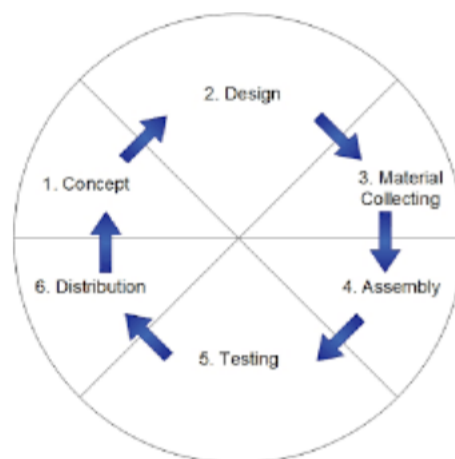 1. Concept
2. Design
3. Material
Collecting
4. Assembly
5. Testing
6. Distribution